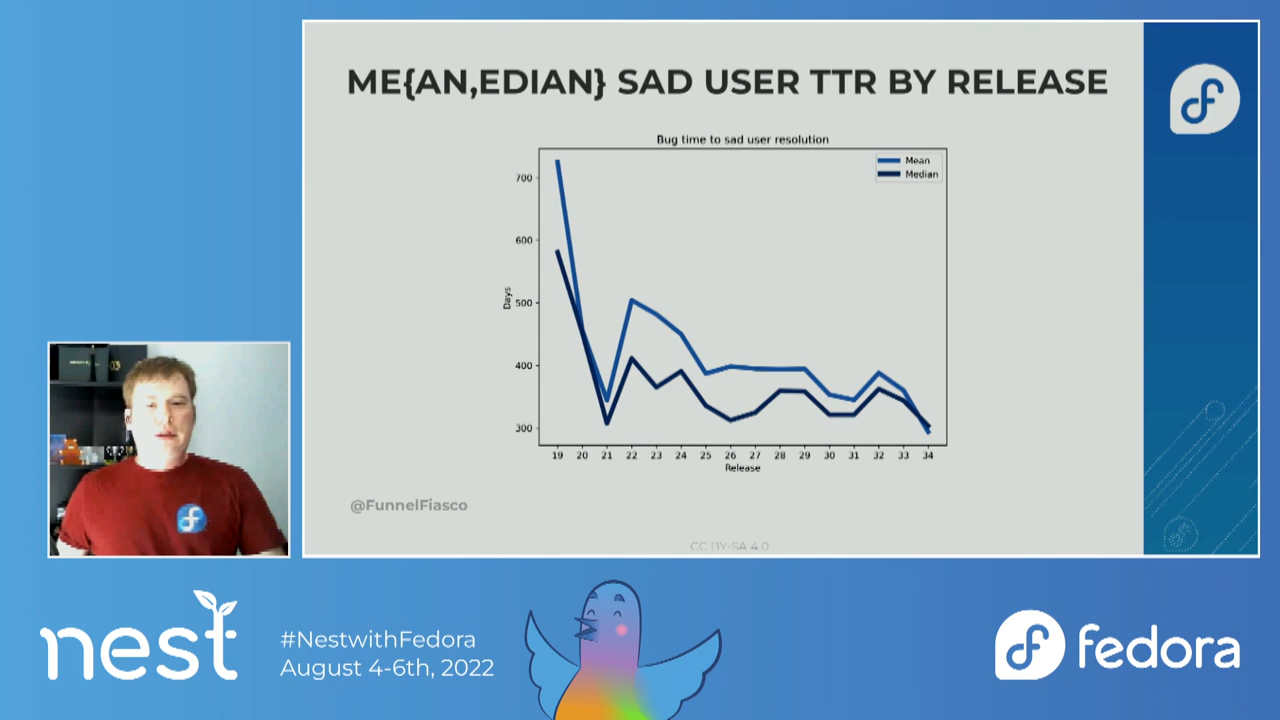 ME{AN,EDIAN} SAD USER TTR BY RELEASE
Bug time to sad user resolution
Mean
Median
700
600
500
400
300
Days
19 20 21 22 23 24 25 26 27 28 29 30 31 32 33 34
Release
@FunnelFiasco
CC BY-SA 4.0
nest
#NestwithFedora
August 4-6th, 2022
fedora